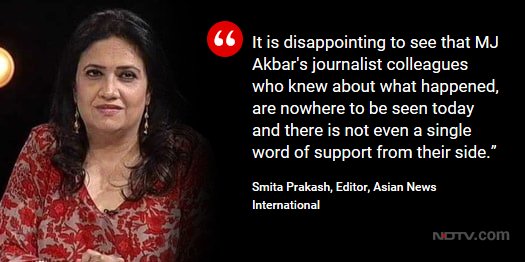 It is disappointing to see that MJ
Akbar's journalist colleagues
who knew about what happened,
are nowhere to be seen today
and there is not even a single
word of support from their side.”
Smita Prakash, Editor, Asian News
International
NDTV.com